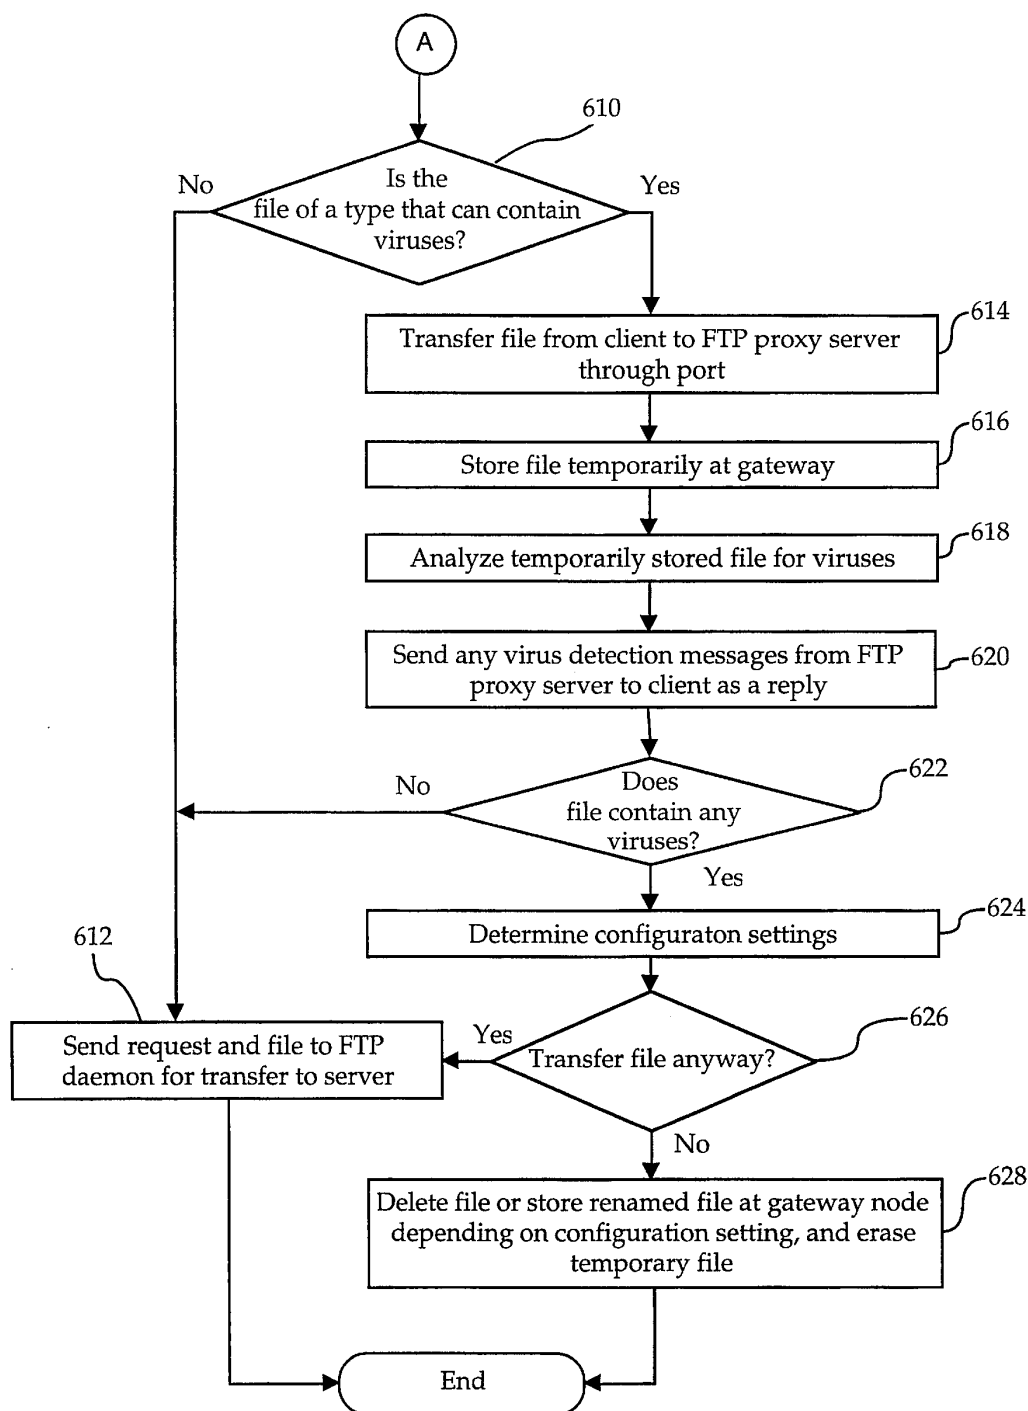 A
610
No
Is the
file of a type that can contain
viruses?
Yes
614
Transfer file from client to FTP proxy server
through port
616
Store file temporarily at gateway
618
Analyze temporarily stored file for viruses
620
Send any virus detection messages from FTP
proxy server to client as a reply
622
No
Does
file contain any
viruses?
Yes
624
Determine configuraton settings
612
626
Send request and file to FTP
daemon for transfer to server
Yes
Transfer file anyway?
No
628
Delete file or store renamed file at gateway node
depending on configuration setting, and erase
temporary file
End